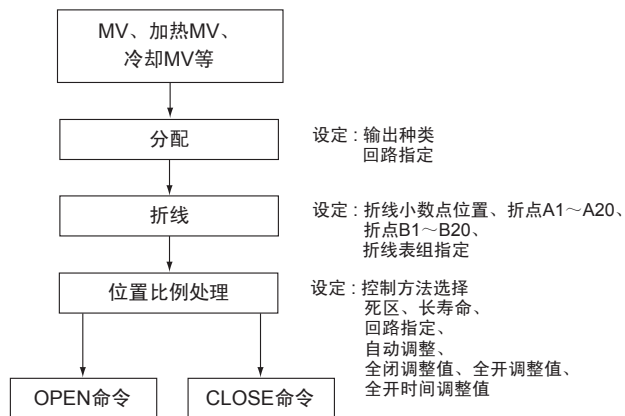 MV、加热MV、
冷却MV等
分配
设定 : 输出种类
回路指定
折线
设定 : 折线小数点位置、折点A1～A20、
折点B1～B20、
折线表组指定
位置比例处理
设定 : 控制方法选择
死区、长寿命、
回路指定、
自动调整、
全闭调整值、全开调整值、
全开时间调整值
OPEN命令
CLOSE命令